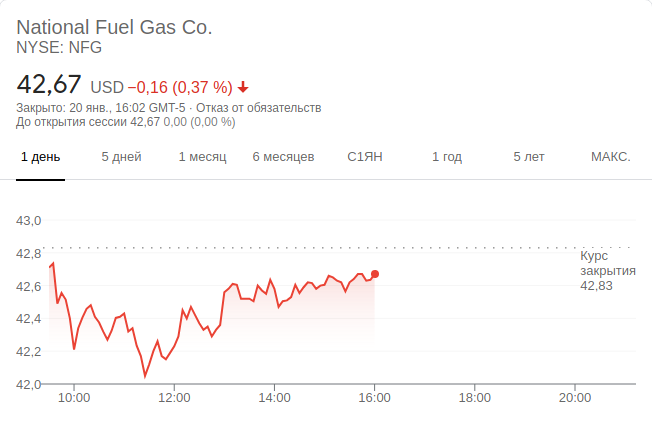 National Fuel Gas Co.
NYSE: NFG
42,67 USD −0,16 (0,37 %)
Закрыто: 20 янв., 16:02 GMT-5 · Отказ от обязательств
До открытия сессии 42,67 0,00 (0,00 %)
1 день 5 дней 1 месяц 6 месяцев С1ЯН 1 год 5 лет МАКС.
43,0
42,8
Курс
закрытия
42,83
42,6
42,4
42,2
42,0
10:00 12:00 14:00 16:00 18:00 20:00